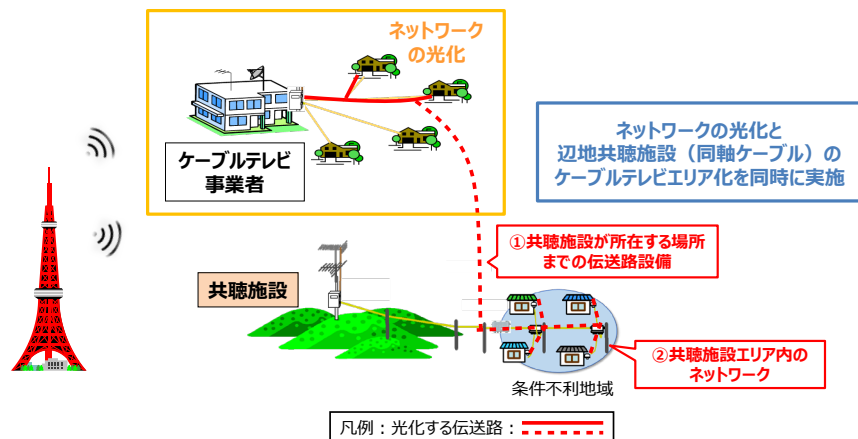 ネットワーク
の光化
ケーブルテレビ
事業者
ネットワークの光化と
辺地共聴施設（同軸ケーブル）の
ケーブルテレビエリア化を同時に実施
①共聴施設が所在する場所
までの伝送路設備
共聴施設
②共聴施設エリア内の
ネットワーク
条件不利地域
凡例：光化する伝送路：